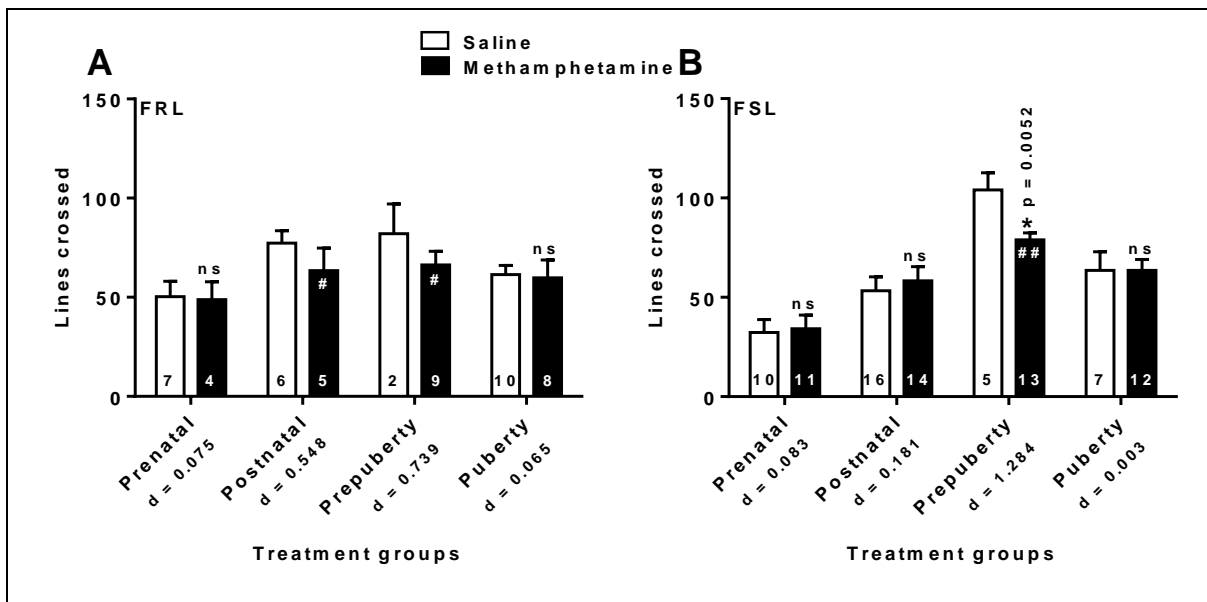 Saline
Methamphetamine
A
FRL
150
100
50
0
Lines crossed
ns
#
#
ns
7
4
6
5
2
9
10
8
Prenatal
d = 0.075
Postnatal
d = 0.548
Prepuberty
d = 0.739
Puberty
d = 0.065
Treatment groups
B
FSL
150
100
50
0
Lines crossed
ns
ns
* p = 0.0052
##
ns
10
11
16
14
5
13
7
12
Prenatal
d = 0.083
Postnatal
d = 0.181
Prepuberty
d = 1.284
Puberty
d = 0.003
Treatment groups